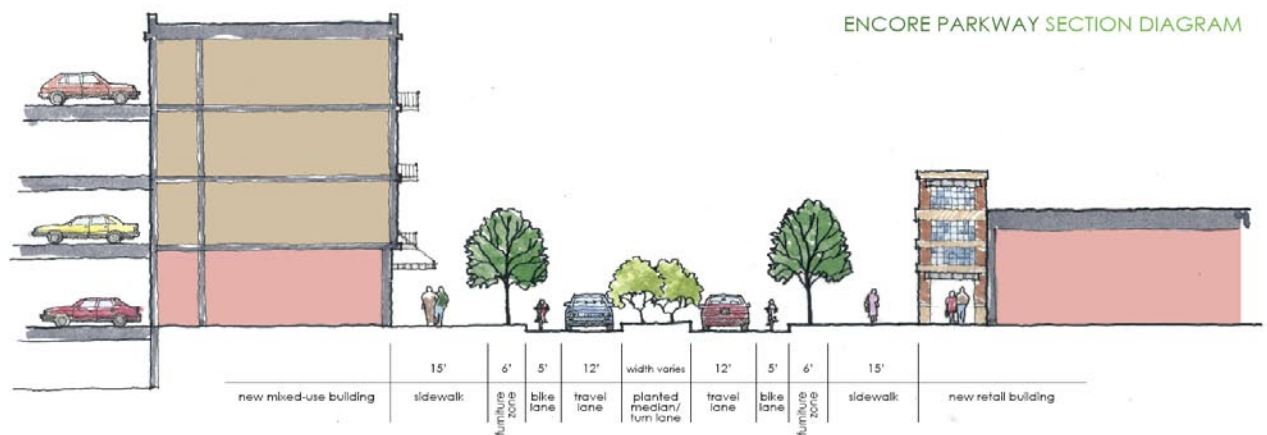 ENCORE PARKWAY SECTION DIAGRAM
15' 6' 5' 12' width varies 12' 5' 6' 15'
new mixed-use building
sidewalk
furniture
zone
bike
lane
travel
lane
planted
median/
turn lane
travel
lane
bike
lane
furniture
zone
sidewalk
new retail building